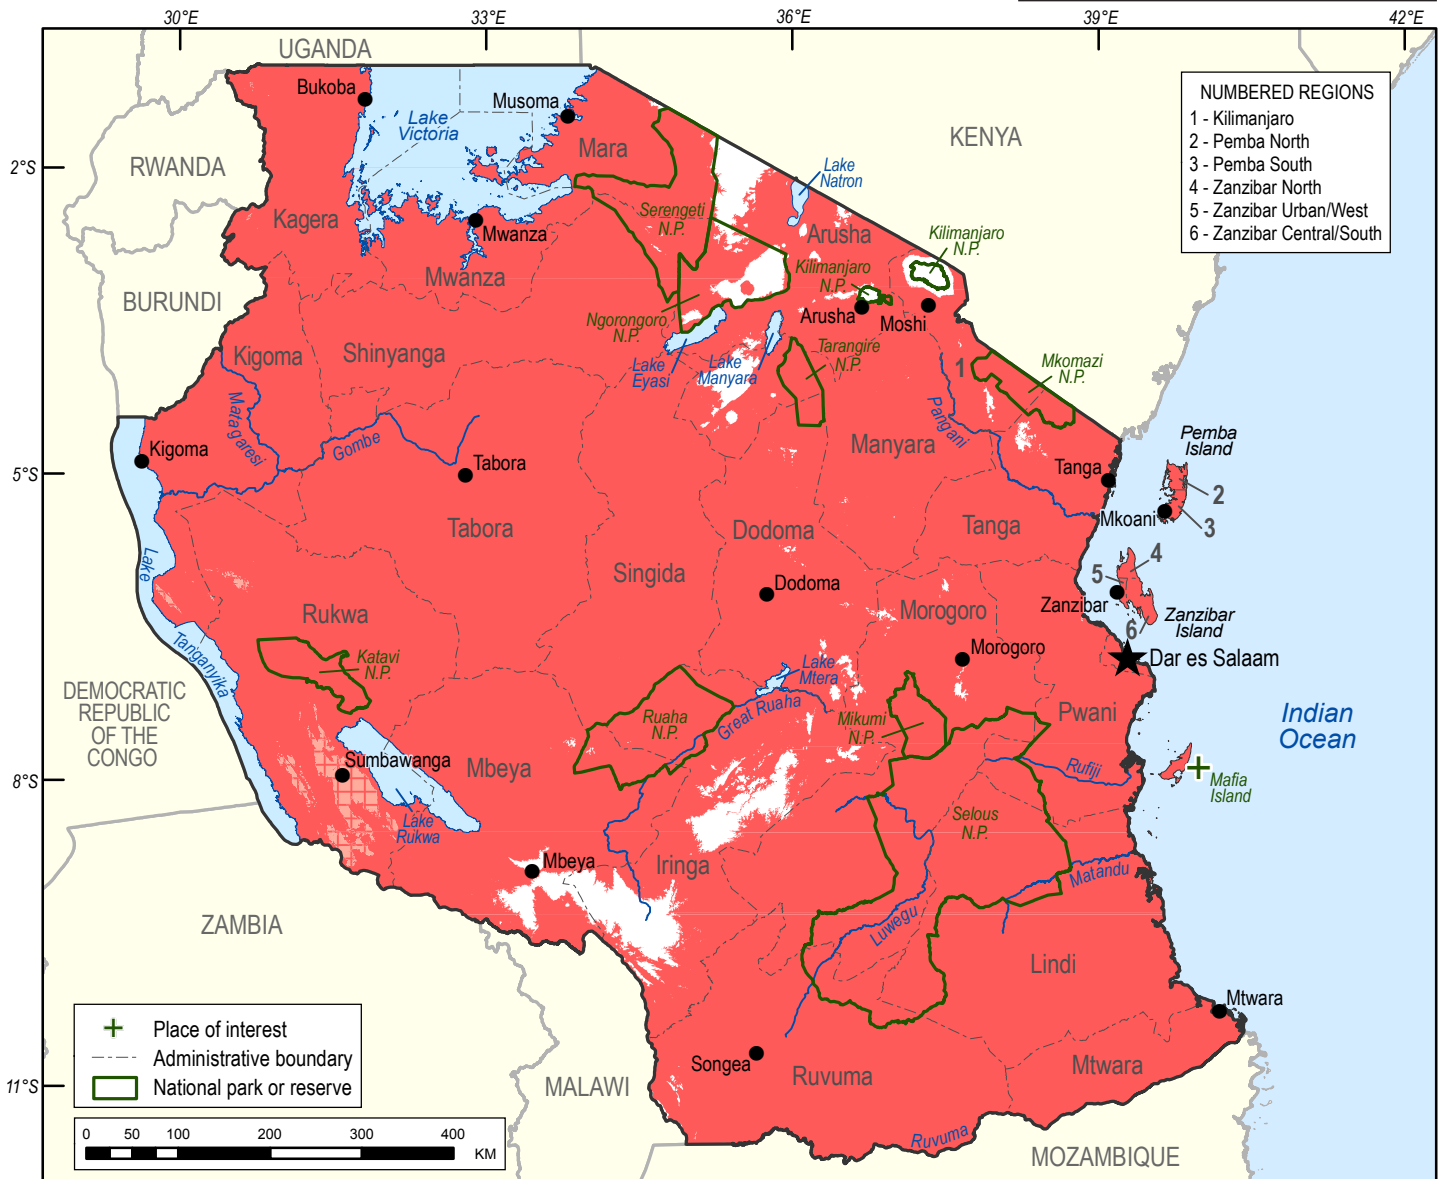 30°E
33°E
36°E
39°E
42°E
UGANDA
Bukoba
Musoma
Lake
Victoria
KENYA
NUMBERED REGIONS
1 - Kilimanjaro
2 - Pemba North
3 - Pemba South
4 - Zanzibar North
5 - Zanzibar Urban/West
6 - Zanzibar Central/South
2°S
RWANDA
Mara
Lake
Natron
Kagera
Serengeti
N.P.
Arusha
Kilimanjaro
N.P.
Mwanza
Mwanza
Kilimanjaro
N.P.
BURUNDI
Ngorongoro
N.P.
Arusha
Moshi
Kigoma
Shinyanga
Lake
Eyasi
Lake
Manyara
Tarangire
N.P.
1
Mkomazi
N.P.
Matagaresi
Gombe
Pangani
Manyara
Pemba
Island
Kigoma
5°S
Tabora
Tanga
2
Mkoani
3
Tabora
Dodoma
Tanga
Lake
Singida
4
5
Dodoma
Zanzibar
Rukwa
Morogoro
6
Zanzibar
Island
Tanganyika
Katavi
N.P.
Morogoro
Dar es Salaam
Lake
Mtera
DEMOCRATIC
REPUBLIC
OF THE
CONGO
Ruaha
N.P.
Great Ruaha
Mikumi
N.P.
Pwani
Indian
Ocean
Sumbawanga
Mbeya
8°S
Rufiji
Mafia
Island
Lake
Rukwa
Selous
N.P.
Mbeya
Iringa
Matandu
ZAMBIA
Luwegu
Lindi
Mtwara
Place of interest
Administrative boundary
National park or reserve
Songea
Ruvuma
Mtwara
11°S
MALAWI
0
50
100
200
300
400
KM
Ruvuma
MOZAMBIQUE